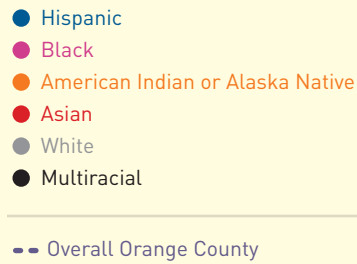 Hispanic
Black
American Indian or Alaska Native
Asian
White
Multiracial
Overall Orange County